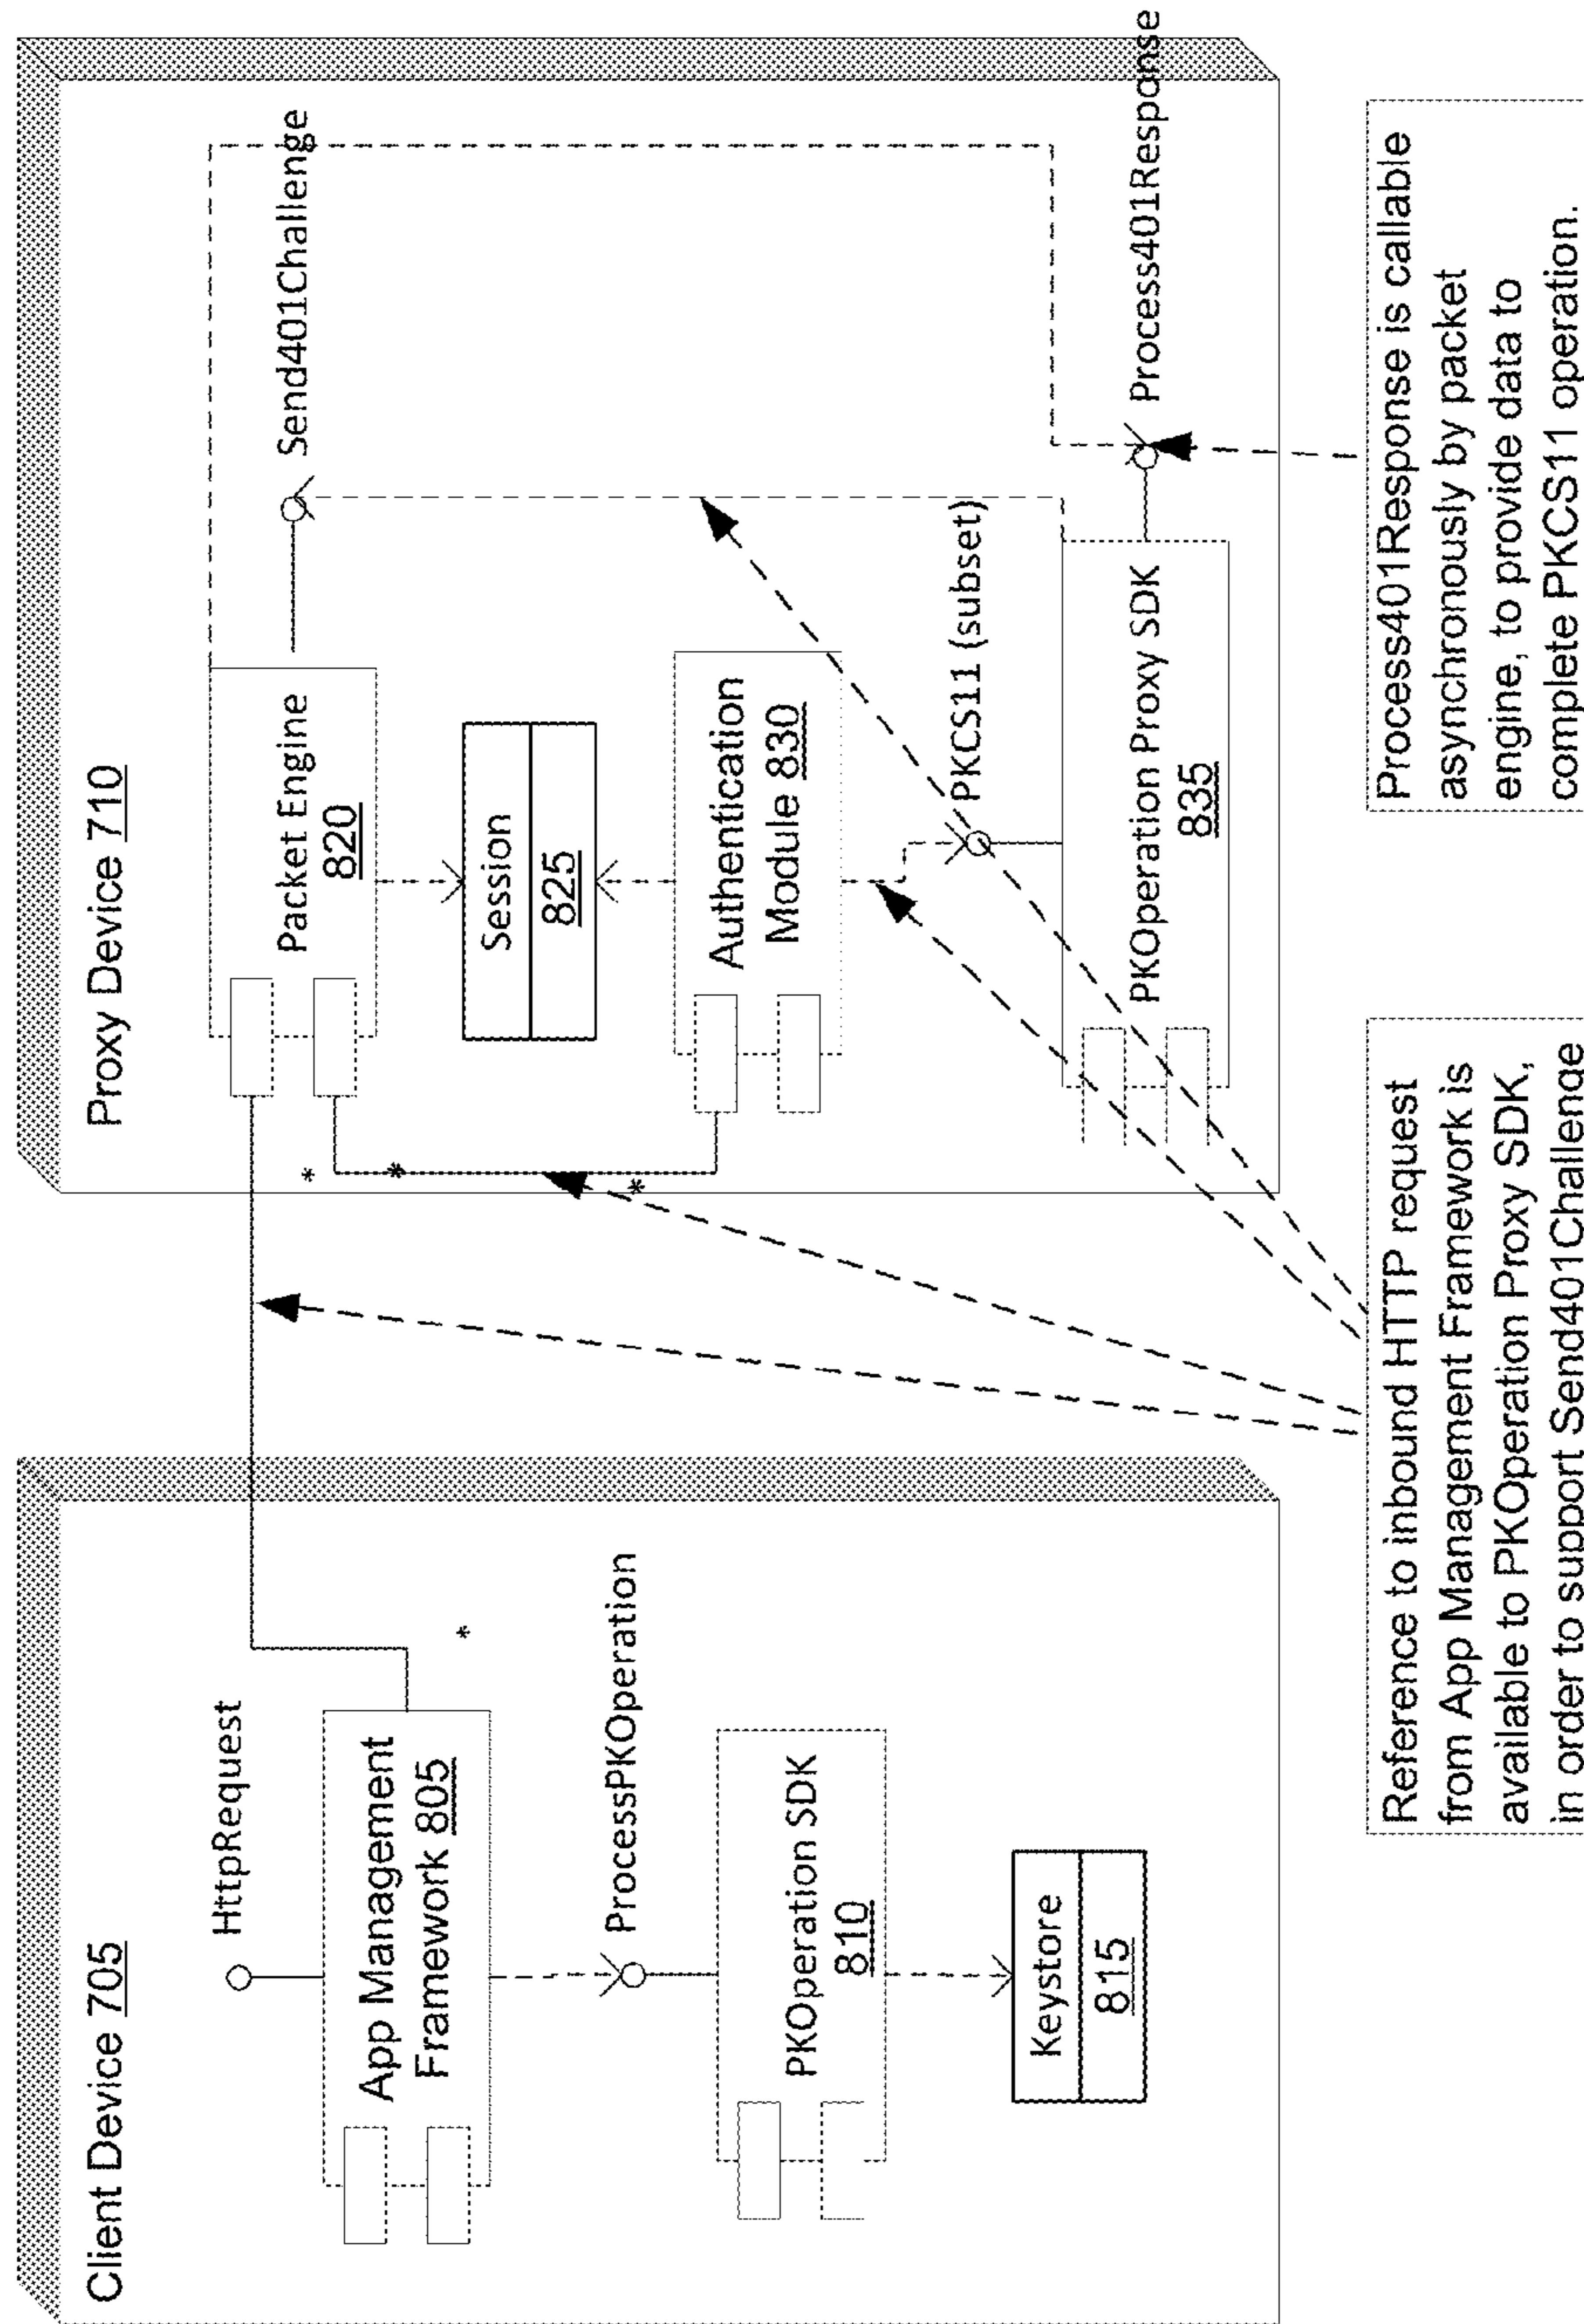 Client Device 705
HttpRequest
App Management
Framework 805
*
ProcessPKOperation
PKOperation SDK
810
Keystore
815
Proxy Device 710
Packet Engine
820
Send401Challenge
*
*
Session
825
*
Authentication
Module 830
PKCS11 (subset)
PKOperation Proxy SDK
835
Process401Response
Reference to inbound HTTP request
from App Management Framework is
available to PKOperation Proxy SDK,
in order to support Send401Challenge
Process401Response is callable
asynchronously by packet
engine, to provide data to
complete PKCS11 operation.